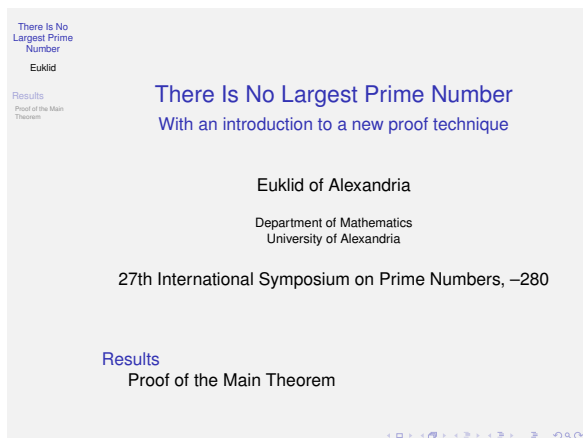 There Is No
Largest Prime
Number
Euklid
Results
Proof of the Main
Theorem
There Is No Largest Prime Number
With an introduction to a new proof technique
Euklid of Alexandria
Department of Mathematics
University of Alexandria
27th International Symposium on Prime Numbers, –280
Results
Proof of the Main Theorem